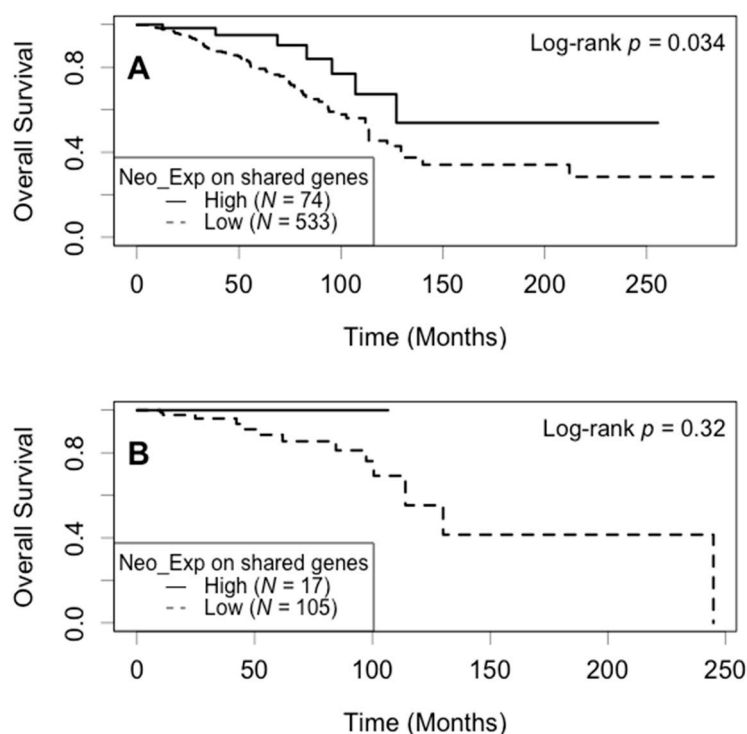 Overall Survival
0.8
0.4
0.0
A
Log-rank p = 0.034
Neo_Exp on shared genes
High (N = 74)
Low (N = 533)
0 50 100 150 200 250
Time (Months)
Overall Survival
0.8
0.4
0.0
B
Log-rank p = 0.32
Neo_Exp on shared genes
High (N = 17)
Low (N = 105)
0 50 100 150 200 250
Time (Months)